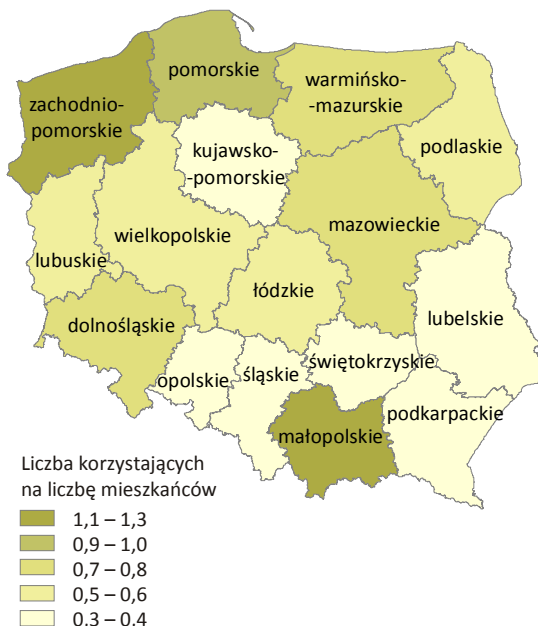 pomorskie
warmińsko-
-mazurskie
zachodnio-
pomorskie
podlaskie
kujawsko-
-pomorskie
mazowieckie
wielkopolskie
lubuskie
łódzkie
lubelskie
dolnośląskie
świętokrzyskie
opolskie
śląskie
podkarpackie
małopolskie
Liczba korzystających
na liczbę mieszkańców
1,1 – 1,3
0,9 – 1,0
0,7 – 0,8
0,5 – 0,6
0,3 – 0,4